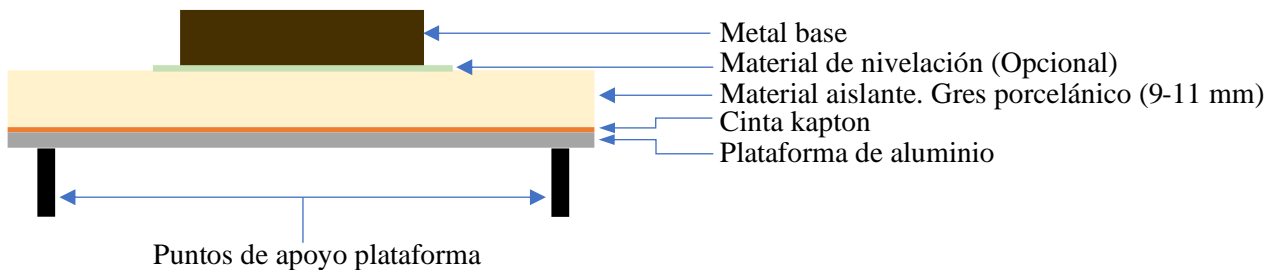 Metal base
Material de nivelación (Opcional)
Material aislante. Gres porcelánico (9-11 mm)
Cinta kapton
Plataforma de aluminio
Puntos de apoyo plataforma